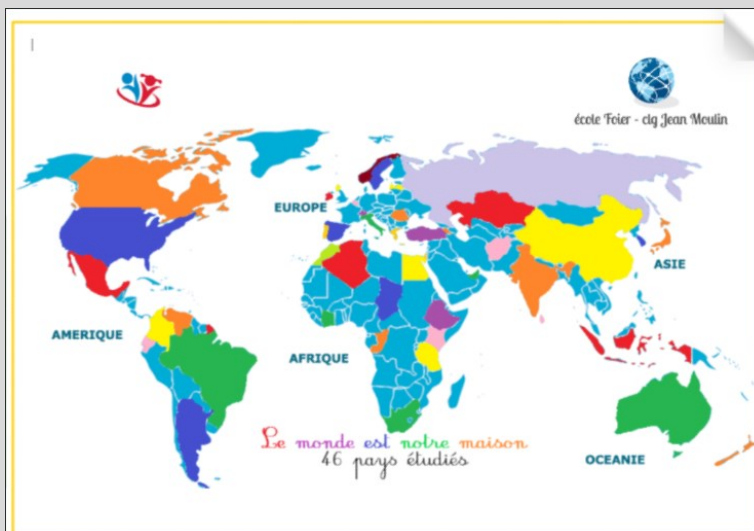 école Foier - clg Jean Moulin
EUROPE
ASIE
AMERIQUE
AFRIQUE
Le monde est notre maison
46 pays étudiés
OCEANIE